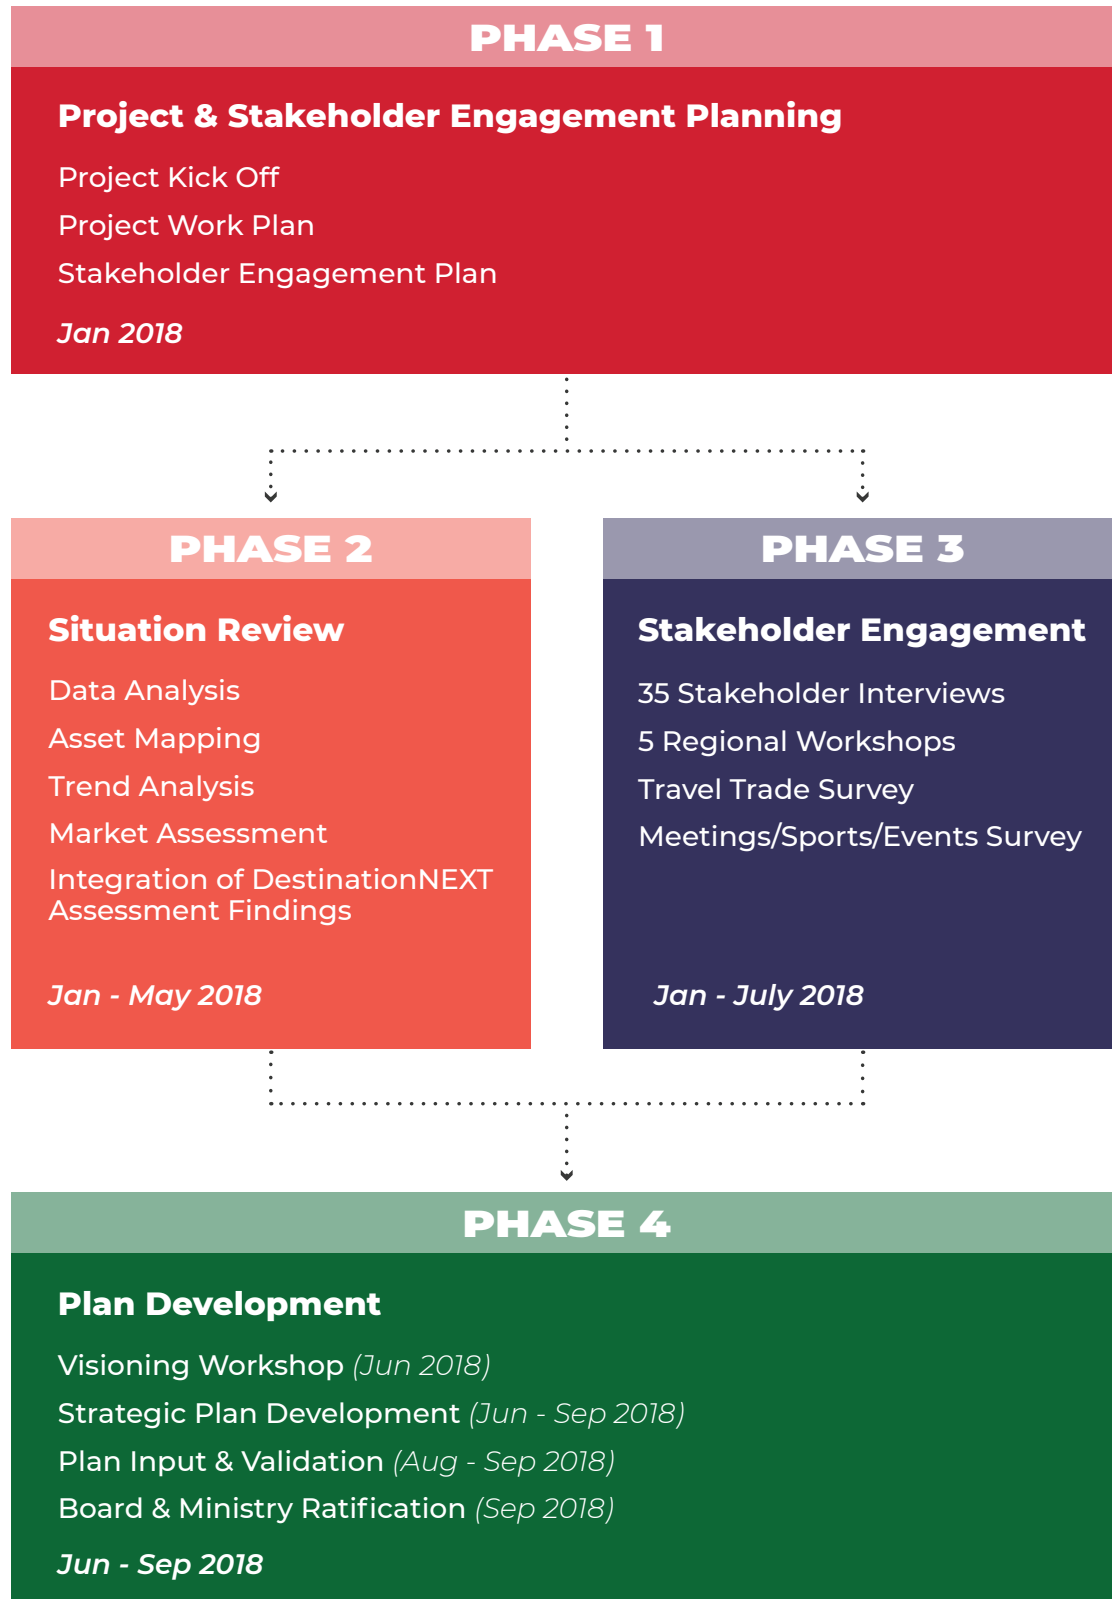 PHASE 1
Project & Stakeholder Engagement Planning
Project Kick Off
Project Work Plan
Stakeholder Engagement Plan
Jan 2018
PHASE 2
Situation Review
Data Analysis
Asset Mapping
Trend Analysis
Market Assessment
Integration of DestinationNEXT
Assessment Findings
Jan - May 2018
PHASE 3
Stakeholder Engagement
35 Stakeholder Interviews
5 Regional Workshops
Travel Trade Survey
Meetings/Sports/Events Survey
Jan - July 2018
PHASE 4
Plan Development
Visioning Workshop (Jun 2018)
Strategic Plan Development (Jun - Sep 2018)
Plan Input & Validation (Aug - Sep 2018)
Board & Ministry Ratification (Sep 2018)
Jun - Sep 2018